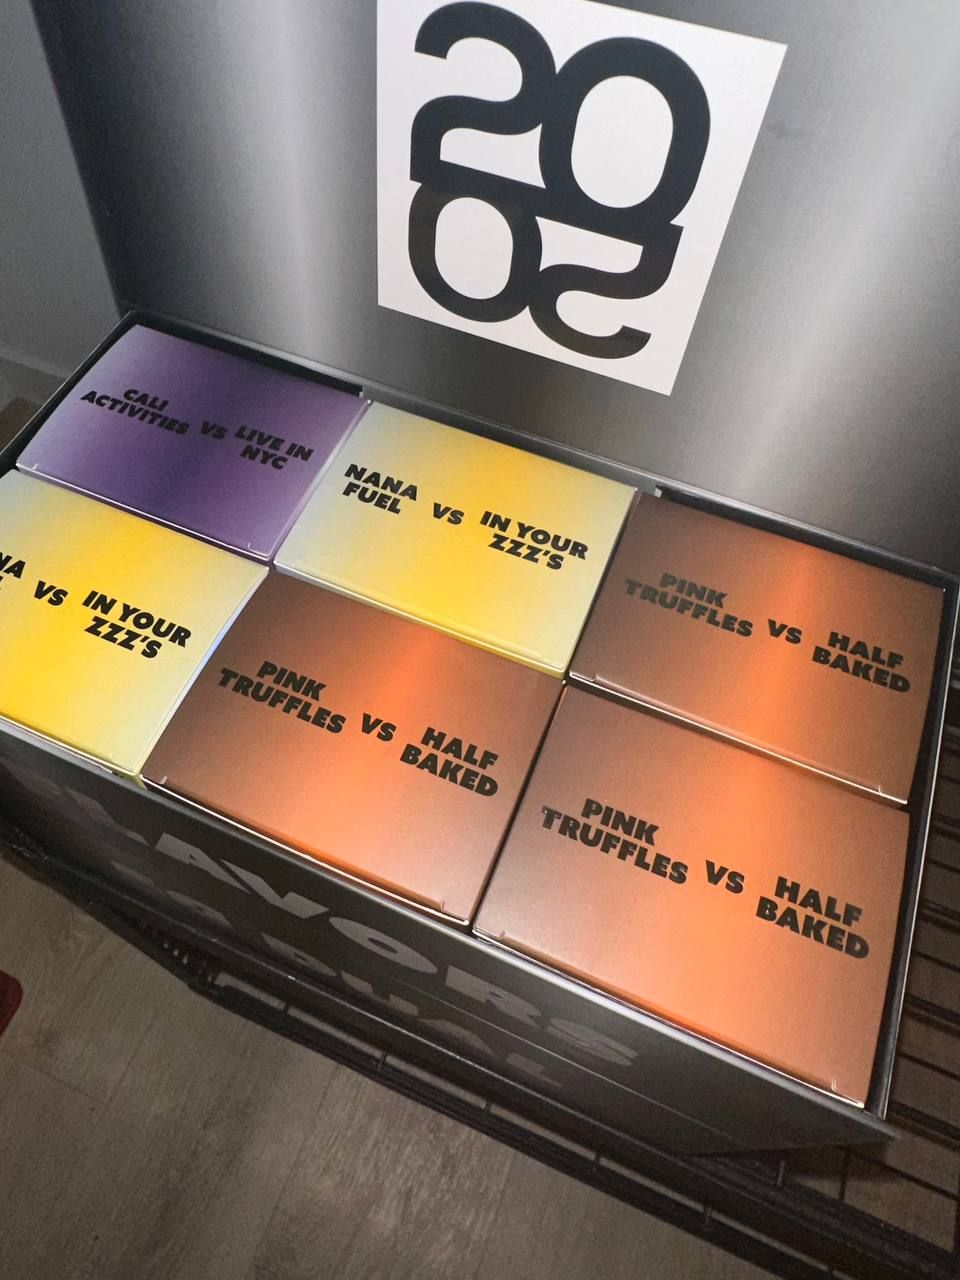 20
20
CALI
ACTIVITIES VS LIVE IN
NYC
NANA
FUEL VS IN YOUR
ZZZ'S
PINK
TRUFFLES VS HALF
BAKED
VS IN YOUR
ZZZ'S
PINK
TRUFFLES VS HALF
BAKED
PINK
TRUFFLES VS HALF
BAKED
FLAVORS